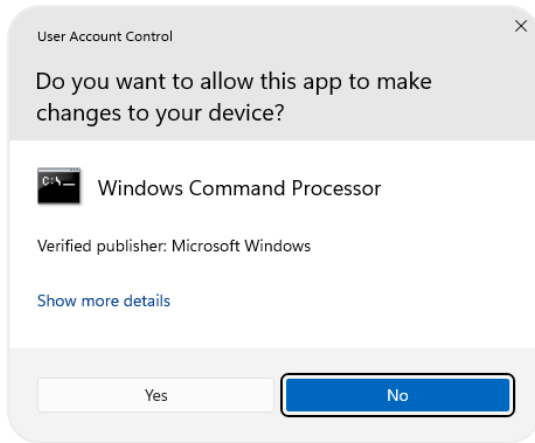 User Account Control
Do you want to allow this app to make
changes to your device?
C:\_
Windows Command Processor
Verified publisher: Microsoft Windows
Show more details
Yes
No